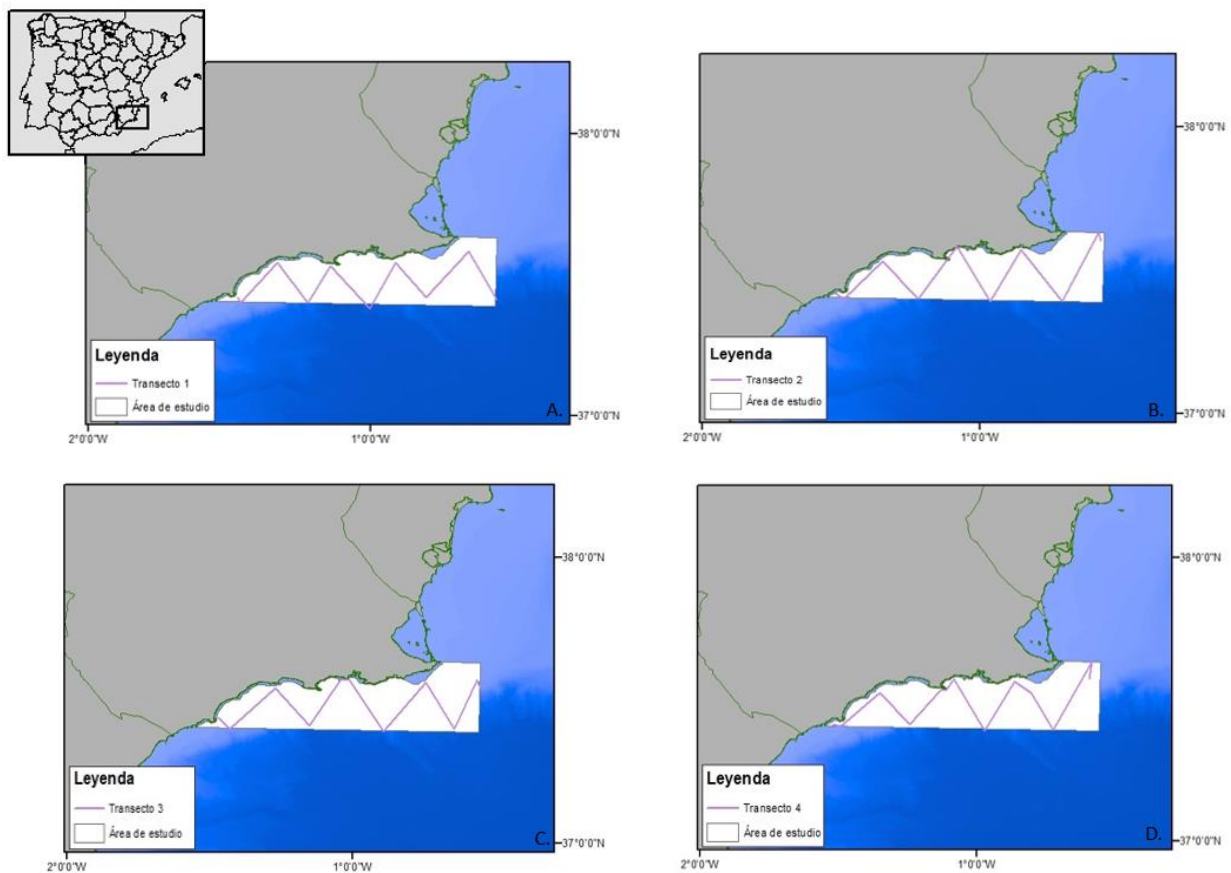 38°0'0"N
Leyenda
Transecto 1
Área de estudio
A.
37°0'0"N
2°0'0"W
1°0'0"W
38°0'0"N
Leyenda
Transecto 2
Área de estudio
B.
37°0'0"N
2°0'0"W
1°0'0"W
38°0'0"N
Leyenda
Transecto 3
Área de estudio
C.
37°0'0"N
2°0'0"W
1°0'0"W
38°0'0"N
Leyenda
Transecto 4
Área de estudio
D.
37°0'0"N
2°0'0"W
1°0'0"W